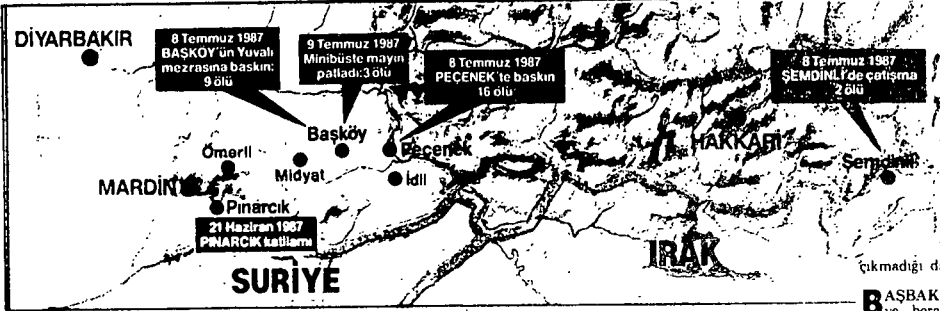 DİYARBAKIR
8 Temmuz 1987
BAŞKÖY'ün Yuvalı
mezrasına baskın:
9 ölü
9 Temmuz 1987
Minibüste mayın
patladı: 3 ölü
8 Temmuz 1987
PEÇENEK'te baskın
16 ölü
8 Temmuz 1987
ŞEMDİNLİ'de çatışma
2 ölü
Başköy
Peçenek
HAKKARİ
Şemdinli
Ömerli
Midyat
İdil
MARDİN
Pınarcık
21 Haziran 1987
PINARCIK katliamı
SURİYE
IRAK
çıkmadığı d
BAŞBAK